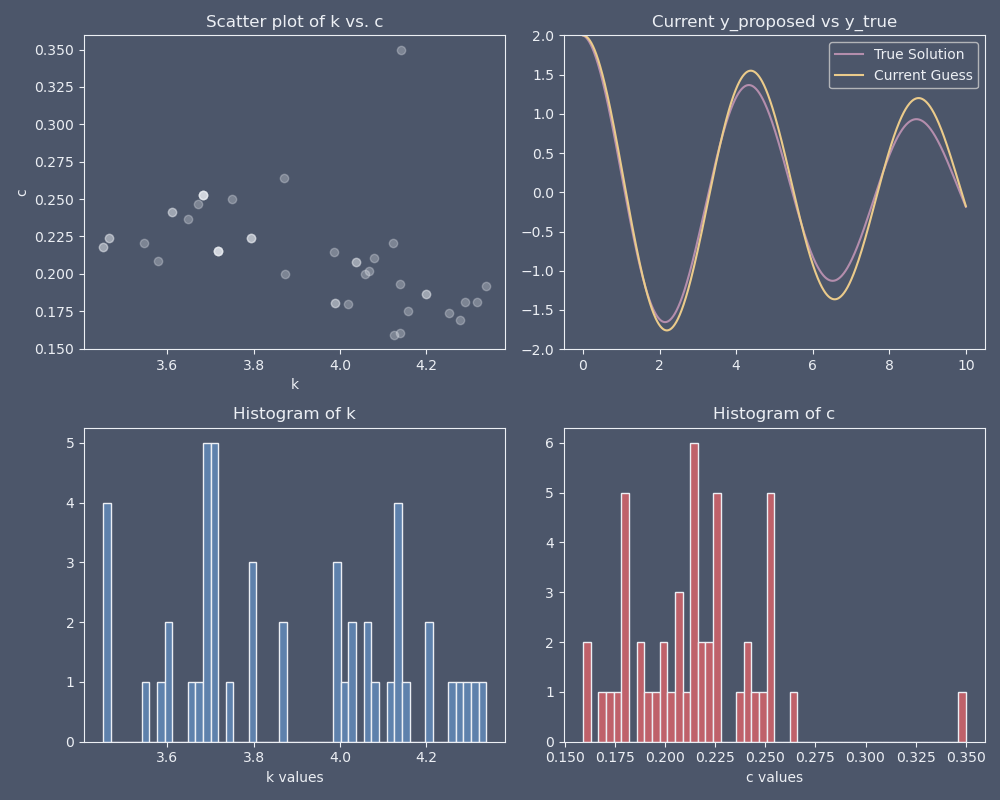 Scatter plot of k vs. c
0.350
0.325
0.300
0.275
0.250
0.225
0.200
0.175
0.150
c
3.6 3.8 4.0 4.2
k
Current y_proposed vs y_true
True Solution
Current Guess
2.0
1.5
1.0
0.5
0.0
−0.5
−1.0
−1.5
−2.0
0 2 4 6 8 10
Histogram of k
5
4
3
2
1
0
3.6 3.8 4.0 4.2
k values
Histogram of c
6
5
4
3
2
1
0
0.150 0.175 0.200 0.225 0.250 0.275 0.300 0.325 0.350
c values